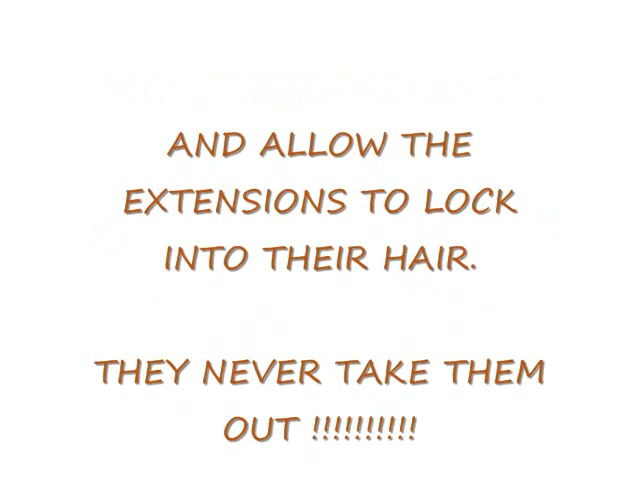 AND ALLOW THE
EXTENSIONS TO LOCK
INTO THEIR HAIR.
THEY NEVER TAKE THEM
OUT !!!!!!!!!!